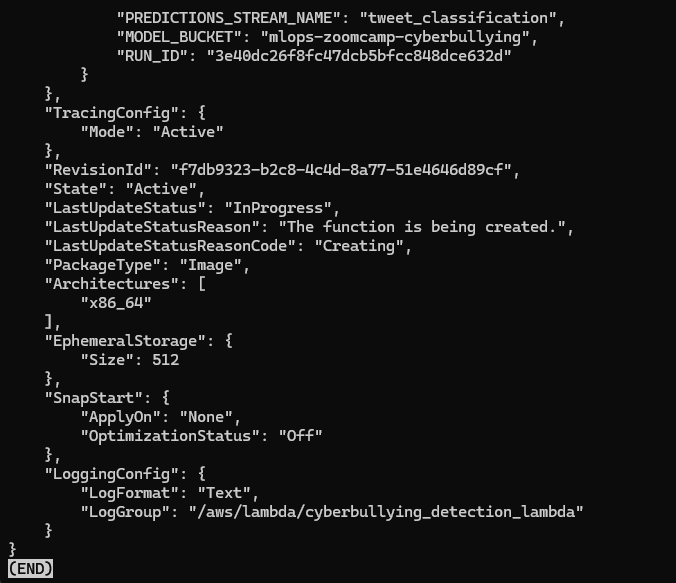 "PREDICTIONS_STREAM_NAME": "tweet_classification",
"MODEL_BUCKET": "mlops-zoomcamp-cyberbullying",
"RUN_ID": "3e40dc26f8fc47dcb5bfcc848dce632d"
}
},
"TracingConfig": {
"Mode": "Active"
},
"RevisionId": "f7db9323-b2c8-4c4d-8a77-51e4646d89cf",
"State": "Active",
"LastUpdateStatus": "InProgress",
"LastUpdateStatusReason": "The function is being created.",
"LastUpdateStatusReasonCode": "Creating",
"PackageType": "Image",
"Architectures": [
"x86_64"
],
"EphemeralStorage": {
"Size": 512
},
"SnapStart": {
"ApplyOn": "None",
"OptimizationStatus": "Off"
},
"LoggingConfig": {
"LogFormat": "Text",
"LogGroup": "/aws/lambda/cyberbullying_detection_lambda"
}
}
(END)